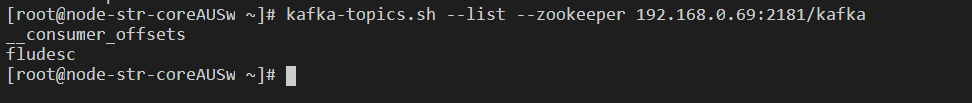 [root@node-str-coreAUSw ~]# kafka-topics.sh --list --zookeeper 192.168.0.69:2181/kafka
__consumer_offsets
fludesc
[root@node-str-coreAUSw ~]#